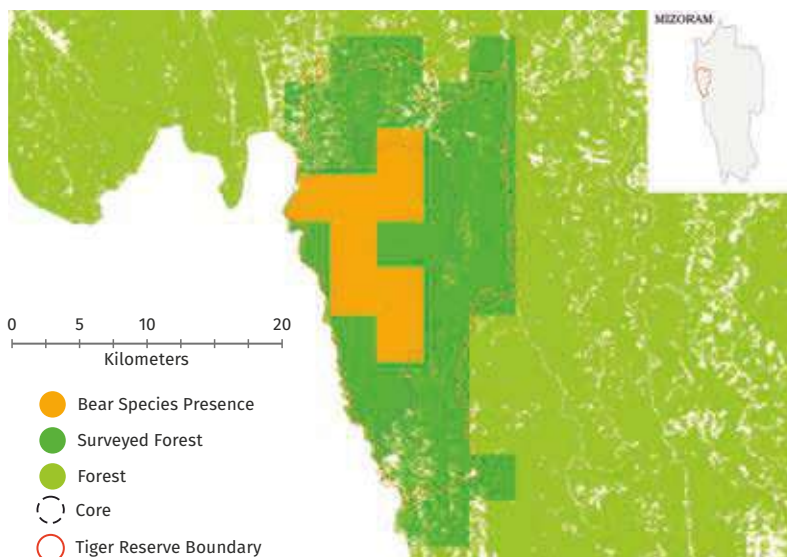 MIZORAM
0 5 10 20
Kilometers
Bear Species Presence
Surveyed Forest
Forest
Core
Tiger Reserve Boundary